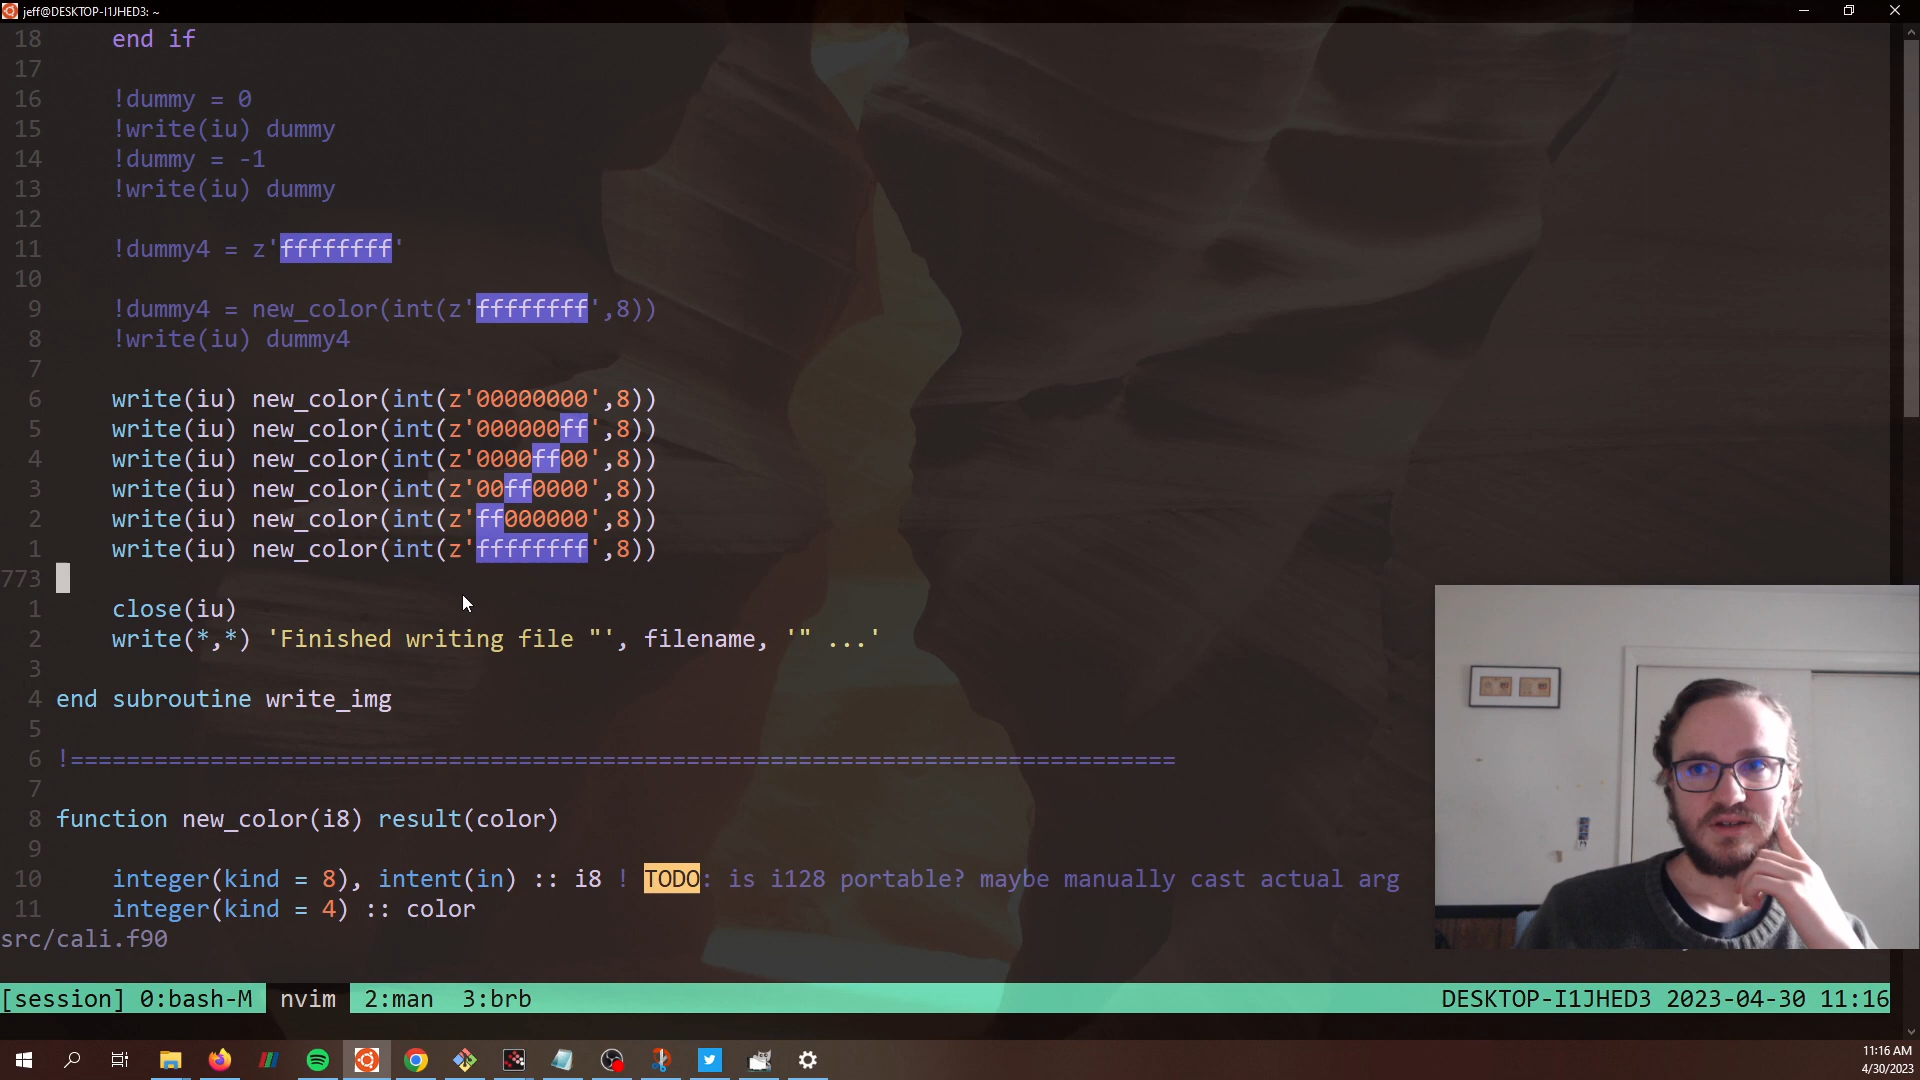 jeff@DESKTOP-I1JHED3: ~
18 end if
17
16 !dummy = 0
15 !write(iu) dummy
14 !dummy = -1
13 !write(iu) dummy
12
11 !dummy4 = z'ffffffff'
10
9 !dummy4 = new_color(int(z'ffffffff',8))
8 !write(iu) dummy4
7
6 write(iu) new_color(int(z'00000000',8))
5 write(iu) new_color(int(z'000000ff',8))
4 write(iu) new_color(int(z'0000ff00',8))
3 write(iu) new_color(int(z'00ff0000',8))
2 write(iu) new_color(int(z'ff000000',8))
1 write(iu) new_color(int(z'ffffffff',8))
773
1 close(iu)
2 write(*,*) 'Finished writing file "', filename, '" ...'
3
4 end subroutine write_img
5
6 !===============================================================================
7
8 function new_color(i8) result(color)
9
10 integer(kind = 8), intent(in) :: i8 ! TODO: is i128 portable? maybe manually cast actual arg
11 integer(kind = 4) :: color
src/cali.f90
[session] 0:bash-M nvim 2:man 3:brb DESKTOP-I1JHED3 2023-04-30 11:16
11:16 AM
4/30/2023